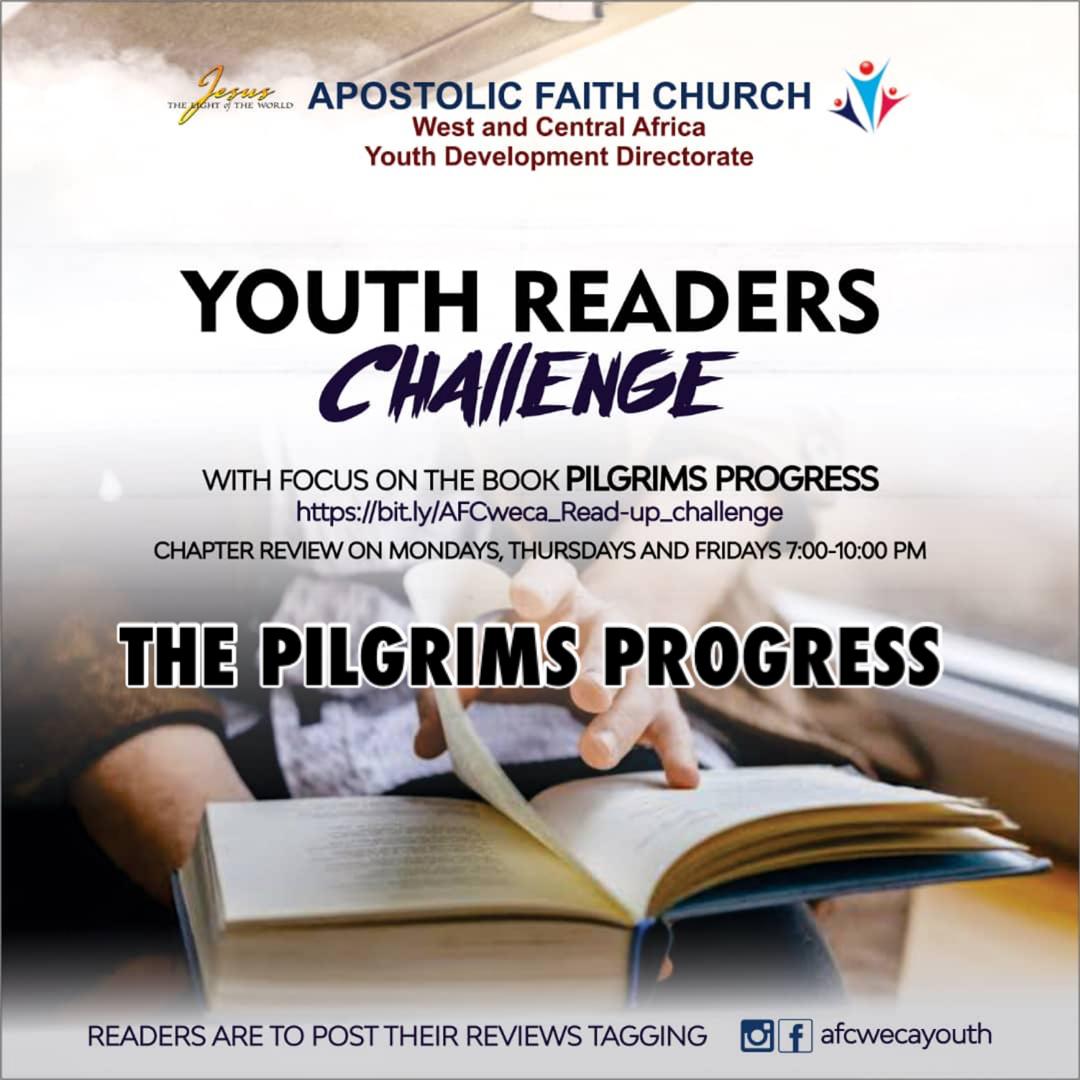 Jesus
THE LIGHT of THE WORLD
APOSTOLIC FAITH CHURCH
West and Central Africa
Youth Development Directorate
YOUTH READERS
CHAllENGE
WITH FOCUS ON THE BOOK PILGRIMS PROGRESS
https://bit.ly/AFCweca_Read-up_challenge
CHAPTER REVIEW ON MONDAYS, THURSDAYS AND FRIDAYS 7:00-10:00 PM
THE PILGRIMS PROGRESS
READERS ARE TO POST THEIR REVIEWS TAGGING afcwecayouth